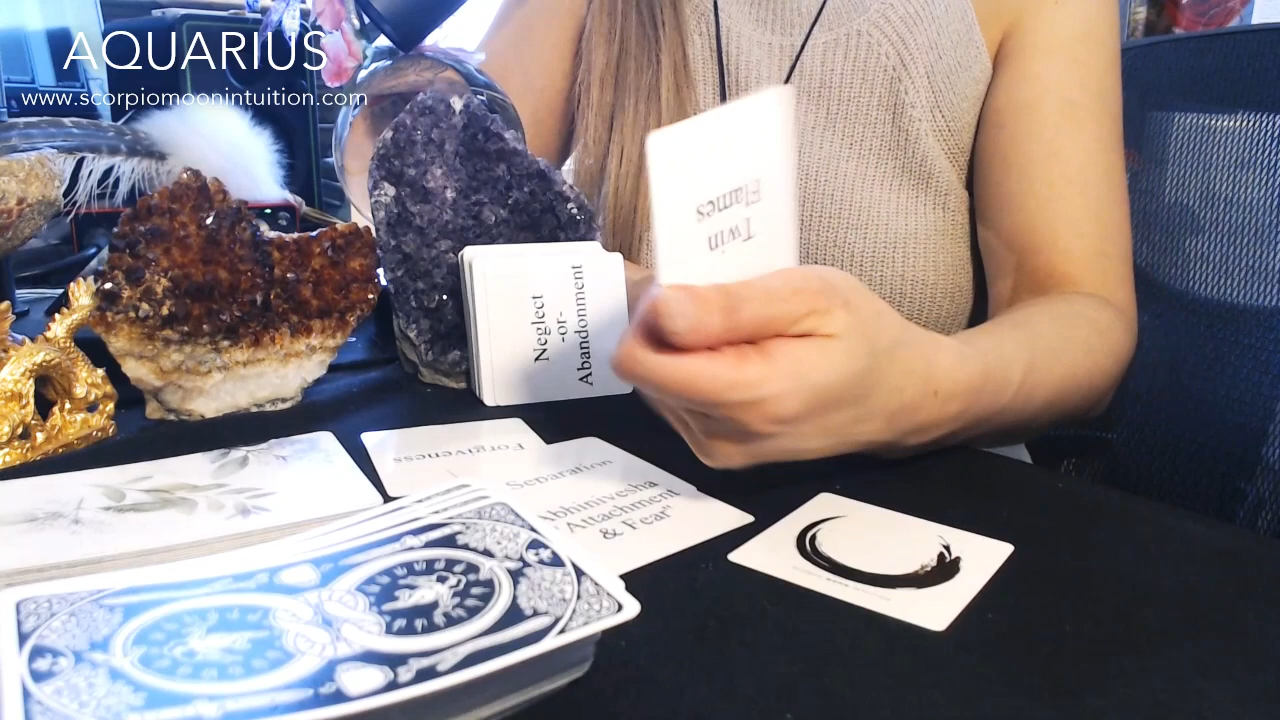 AQUARIUS
www.scorpiomoonintuition.com
Twin
Flames
Neglect
-or-
Abandonment
Forgiveness
Separation
Abhinivesha
Attachment
& Fear"